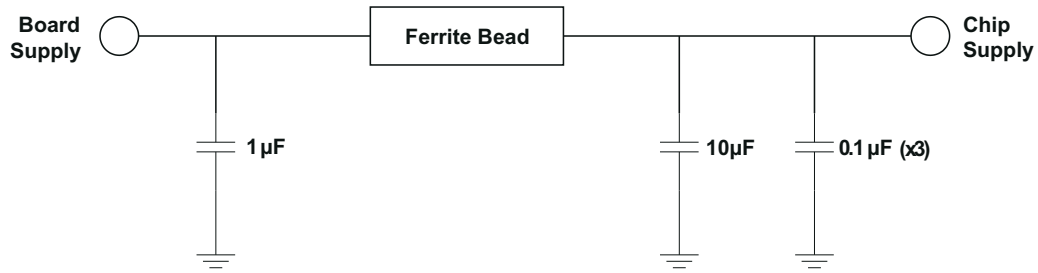 Board
Supply
Ferrite Bead
Chip
Supply
1 µF
10µF
0.1 µF (x3)